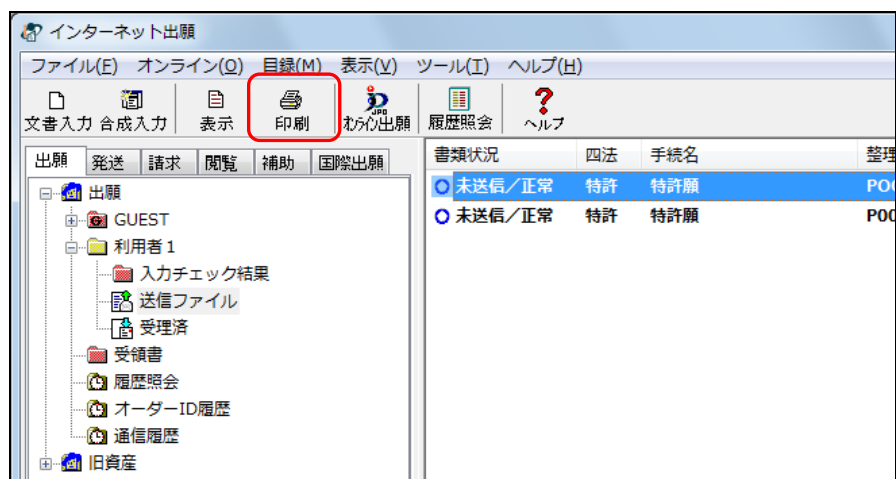 インターネット出願
ファイル(F) オンライン(O) 目録(M) 表示(V) ツール(T) ヘルプ(H)
文書入力 合成入力 表示 印刷 オンライン出願 履歴照会 ヘルプ
出願 発送 請求 閲覧 補助 国際出願
書類状況 四法 手続名 整理
出願
未送信／正常 特許 特許願 P00
GUEST
未送信／正常 特許 特許願 P00
利用者1
入力チェック結果
送信ファイル
受理済
受領書
履歴照会
オーダーID履歴
通信履歴
旧資産